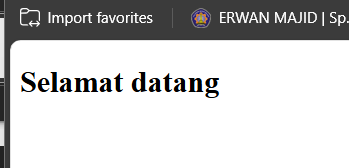 Import favorites
ERWAN MAJID | Sp.
Selamat datang